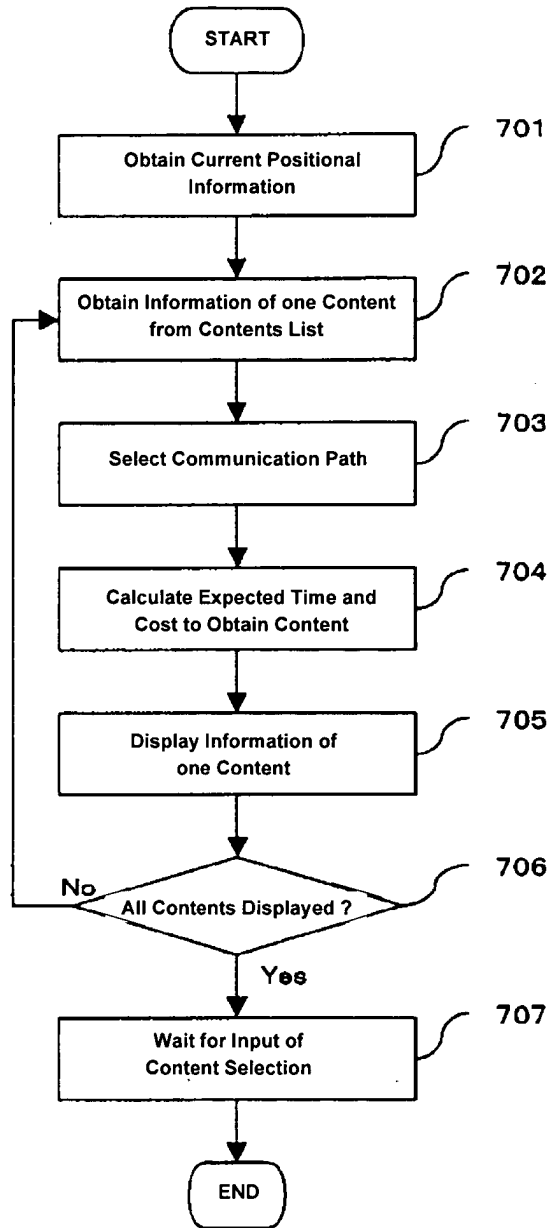 START
701
Obtain Current Positional
Information
702
Obtain Information of one Content
from Contents List
703
Select Communication Path
704
Calculate Expected Time and
Cost to Obtain Content
705
Display Information of
one Content
706
No
All Contents Displayed ?
Yes
707
Wait for Input of
Content Selection
END